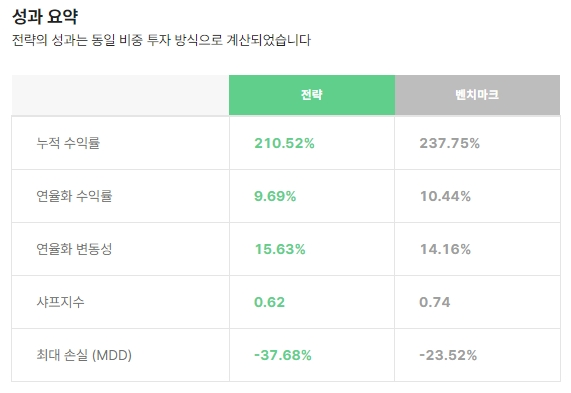 성과 요약
전략의 성과는 동일 비중 투자 방식으로 계산되었습니다
전략 벤치마크
누적 수익률 210.52% 237.75%
연율화 수익률 9.69% 10.44%
연율화 변동성 15.63% 14.16%
샤프지수 0.62 0.74
최대 손실 (MDD) -37.68% -23.52%